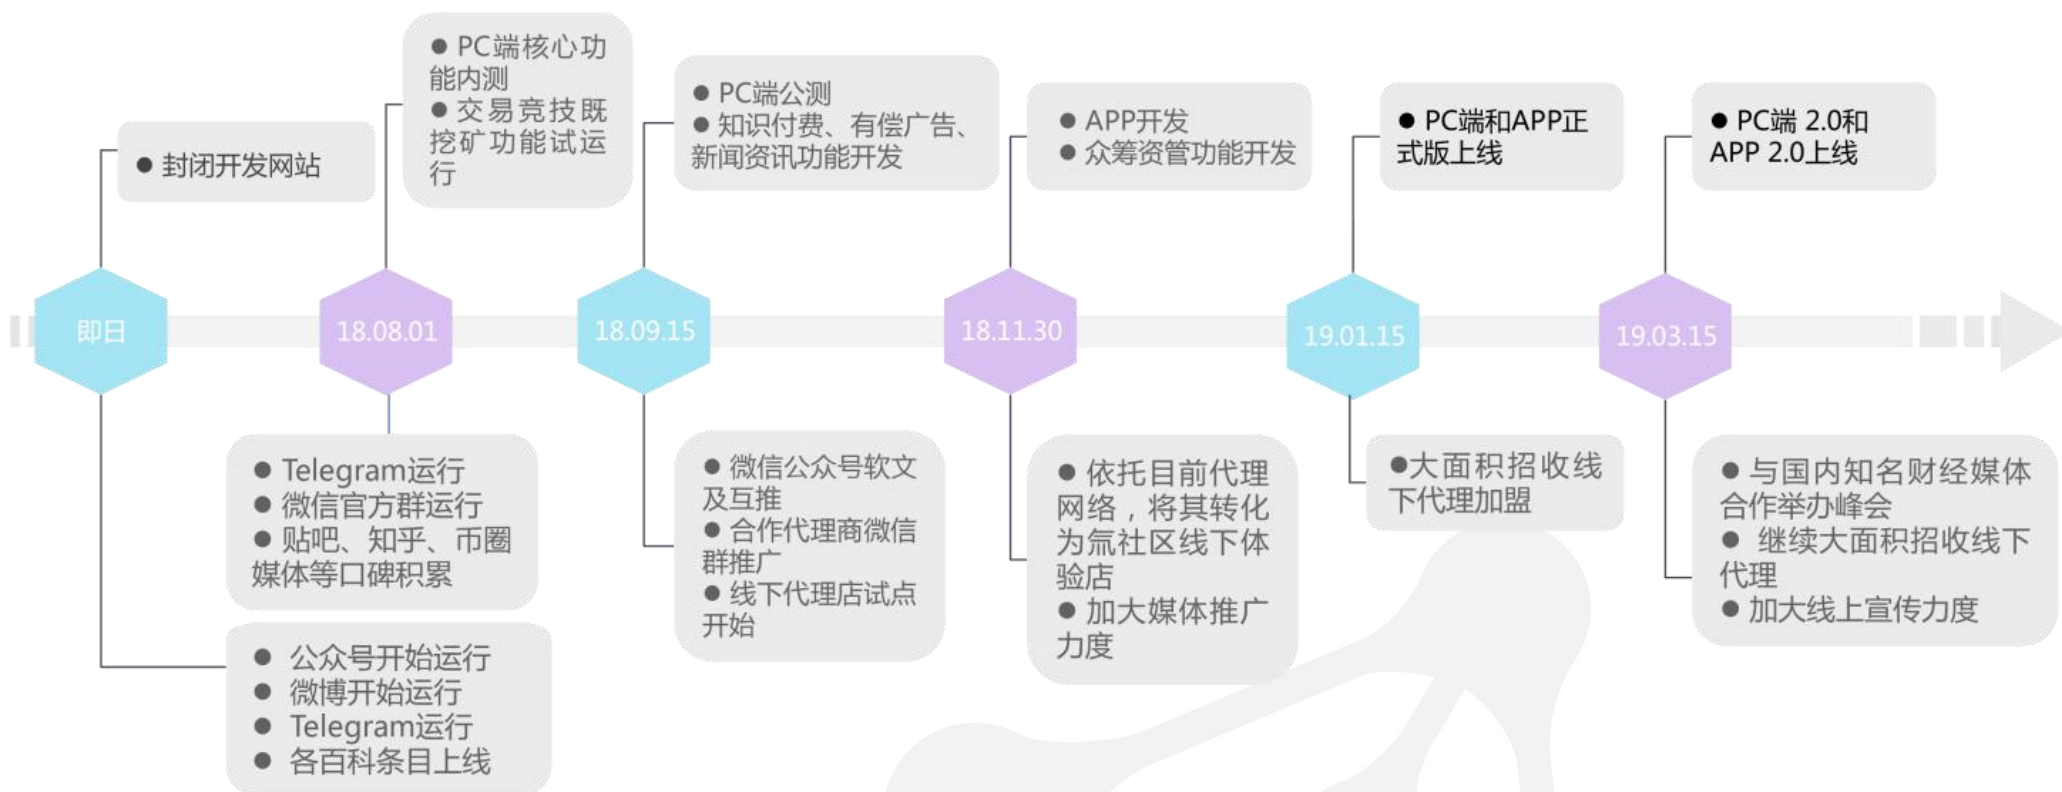 ● 封闭开发网站
● PC端核心功
能内测
● 交易竞技既
挖矿功能试运
行
● PC端公测
● 知识付费、有偿广告、
新闻资讯功能开发
● APP开发
● 众筹资管功能开发
● PC端和APP正
式版上线
● PC端 2.0和
APP 2.0上线
即日
18.08.01
18.09.15
18.11.30
19.01.15
19.03.15
● Telegram运行
● 微信官方群运行
● 贴吧、知乎、币圈
媒体等口碑积累
● 公众号开始运行
● 微博开始运行
● Telegram运行
● 各百科条目上线
● 微信公众号软文
及互推
● 合作代理商微信
群推广
● 线下代理店试点
开始
● 依托目前代理
网络，将其转化
为氚社区线下体
验店
● 加大媒体推广
力度
●大面积招收线
下代理加盟
● 与国内知名财经媒体
合作举办峰会
● 继续大面积招收线下
代理
● 加大线上宣传力度